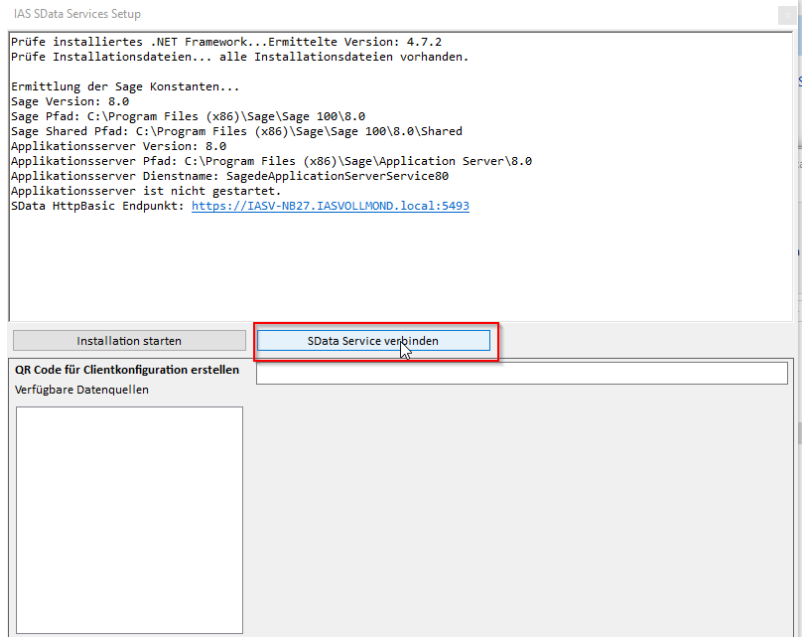 IAS SData Services Setup
Prüfe installiertes .NET Framework...Ermittelte Version: 4.7.2
Prüfe Installationsdateien... alle Installationsdateien vorhanden.
Ermittlung der Sage Konstanten...
Sage Version: 8.0
Sage Pfad: C:\Program Files (x86)\Sage\Sage 100\8.0
Sage Shared Pfad: C:\Program Files (x86)\Sage\Sage 100\8.0\Shared
Applikationsserver Version: 8.0
Applikationsserver Pfad: C:\Program Files (x86)\Sage\Application Server\8.0
Applikationsserver Dienstname: SagedeApplicationServerService80
Applikationsserver ist nicht gestartet.
SData HttpBasic Endpunkt: https://IASV-NB27.IASVOLLMOND.local:5493
Installation starten
SData Service verbinden
QR Code für Clientkonfiguration erstellen
Verfügbare Datenquellen